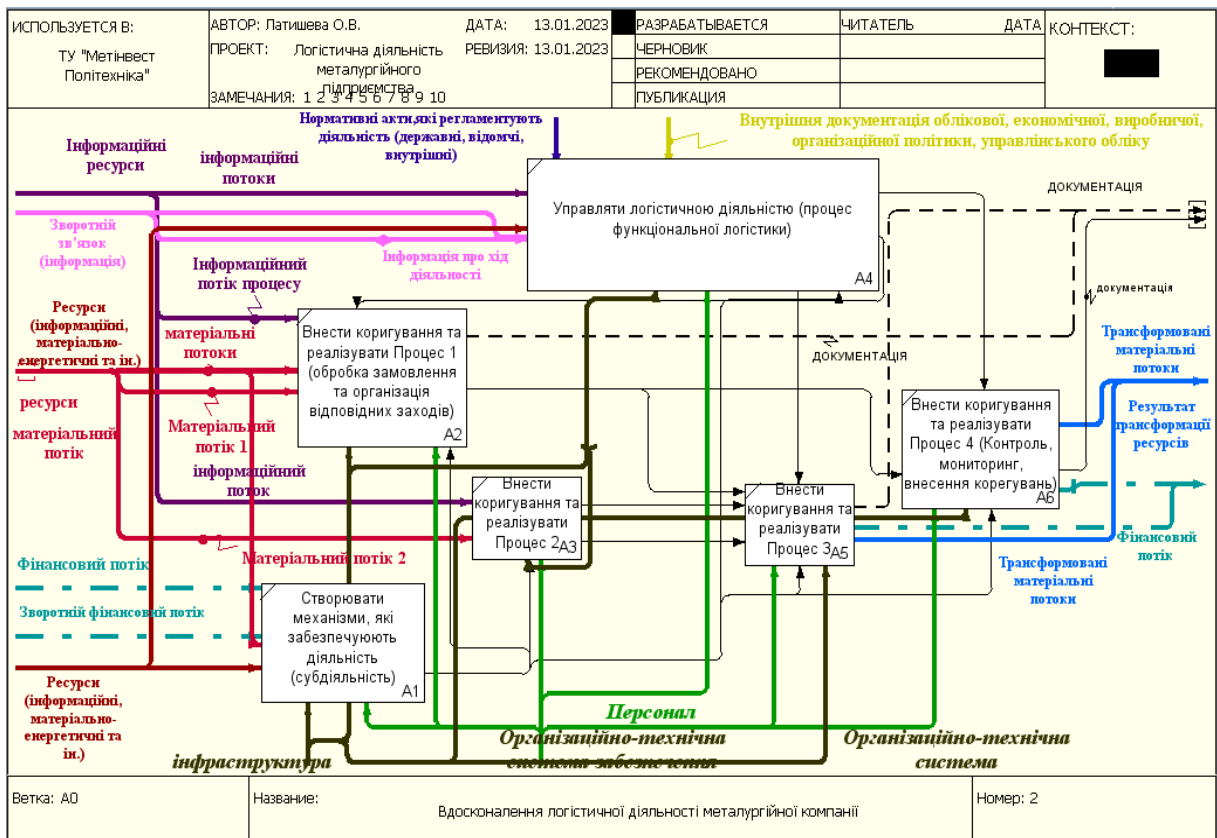 ИСПОЛЬЗУЕТСЯ В:
ТУ "Метінвест
Політехніка"
АВТОР: Латишева О.В.
ДАТА: 13.01.2023
ПРОЕКТ: Логістична діяльність
металургійного
підприємства
РЕВИЗИЯ: 13.01.2023
ЗАМЕЧАНИЯ: 1 2 3 4 5 6 7 8 9 10
РАЗРАБАТЫВАЕТСЯ
ЧЕРНОВИК
РЕКОМЕНДОВАНО
ПУБЛИКАЦИЯ
ЧИТАТЕЛЬ
ДАТА
КОНТЕКСТ:
Нормативні акти,які регламентують
діяльність (державні, відомчі,
внутрішні)
Внутрішня документація облікової, економічної, виробничої,
організаційної політики, управлінського обліку
Інформаційні
ресурси
інформаційні
потоки
Управляти логістичною діяльністю (процес
функціональної логістики)
A4
ДОКУМЕНТАЦІЯ
Зворотній
зв'язок
(інформація)
Інформація про хід
діяльності
Інформаційний
потік процесу
документація
Ресурси
(інформаційні,
матеріально-
енергетичні та ін.)
матеріальні
потоки
Внести коригування та
реалізувати Процес 1
(обробка замовлення
та організація
відповідних заходів)
A2
ДОКУМЕНТАЦІЯ
Трансформовані
матеріальні
потоки
ресурси
матеріальний
потік
Матеріальний
потік 1
Внести коригування
та реалізувати
Процес 4 (Контроль,
мониторинг,
внесення корегувань)
A6
Результат
трансформації
ресурсів
інформаційний
поток
Внести
коригування та
реалізувати
Процес 2
A3
Внести
коригування та
реалізувати
Процес 3
A5
Фінансовий
потік
Матеріальний потік 2
Фінансовий потік
Трансформовані
матеріальні
потоки
Зворотній фінансовий потік
Створювати
механізми, які
забезпечують
діяльність
(субдіяльність)
A1
Ресурси
(інформаційні,
матеріально-
енергетичні та
ін.)
Персонал
інфраструктура
Організаційно-технічна
система забезпечення
Організаційно-технічна
система
Ветка: A0
Название:
Вдосконалення логістичної діяльності металургійної компанії
Номер: 2